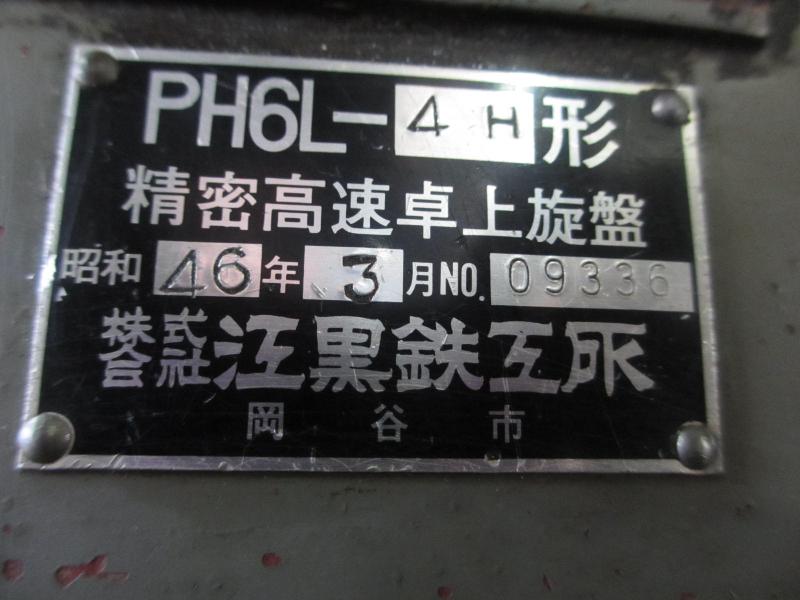 PH6L-4H形
精密高速卓上旋盤
昭和46年3月NO.09336
株式会社江黒鉄工所
岡谷市